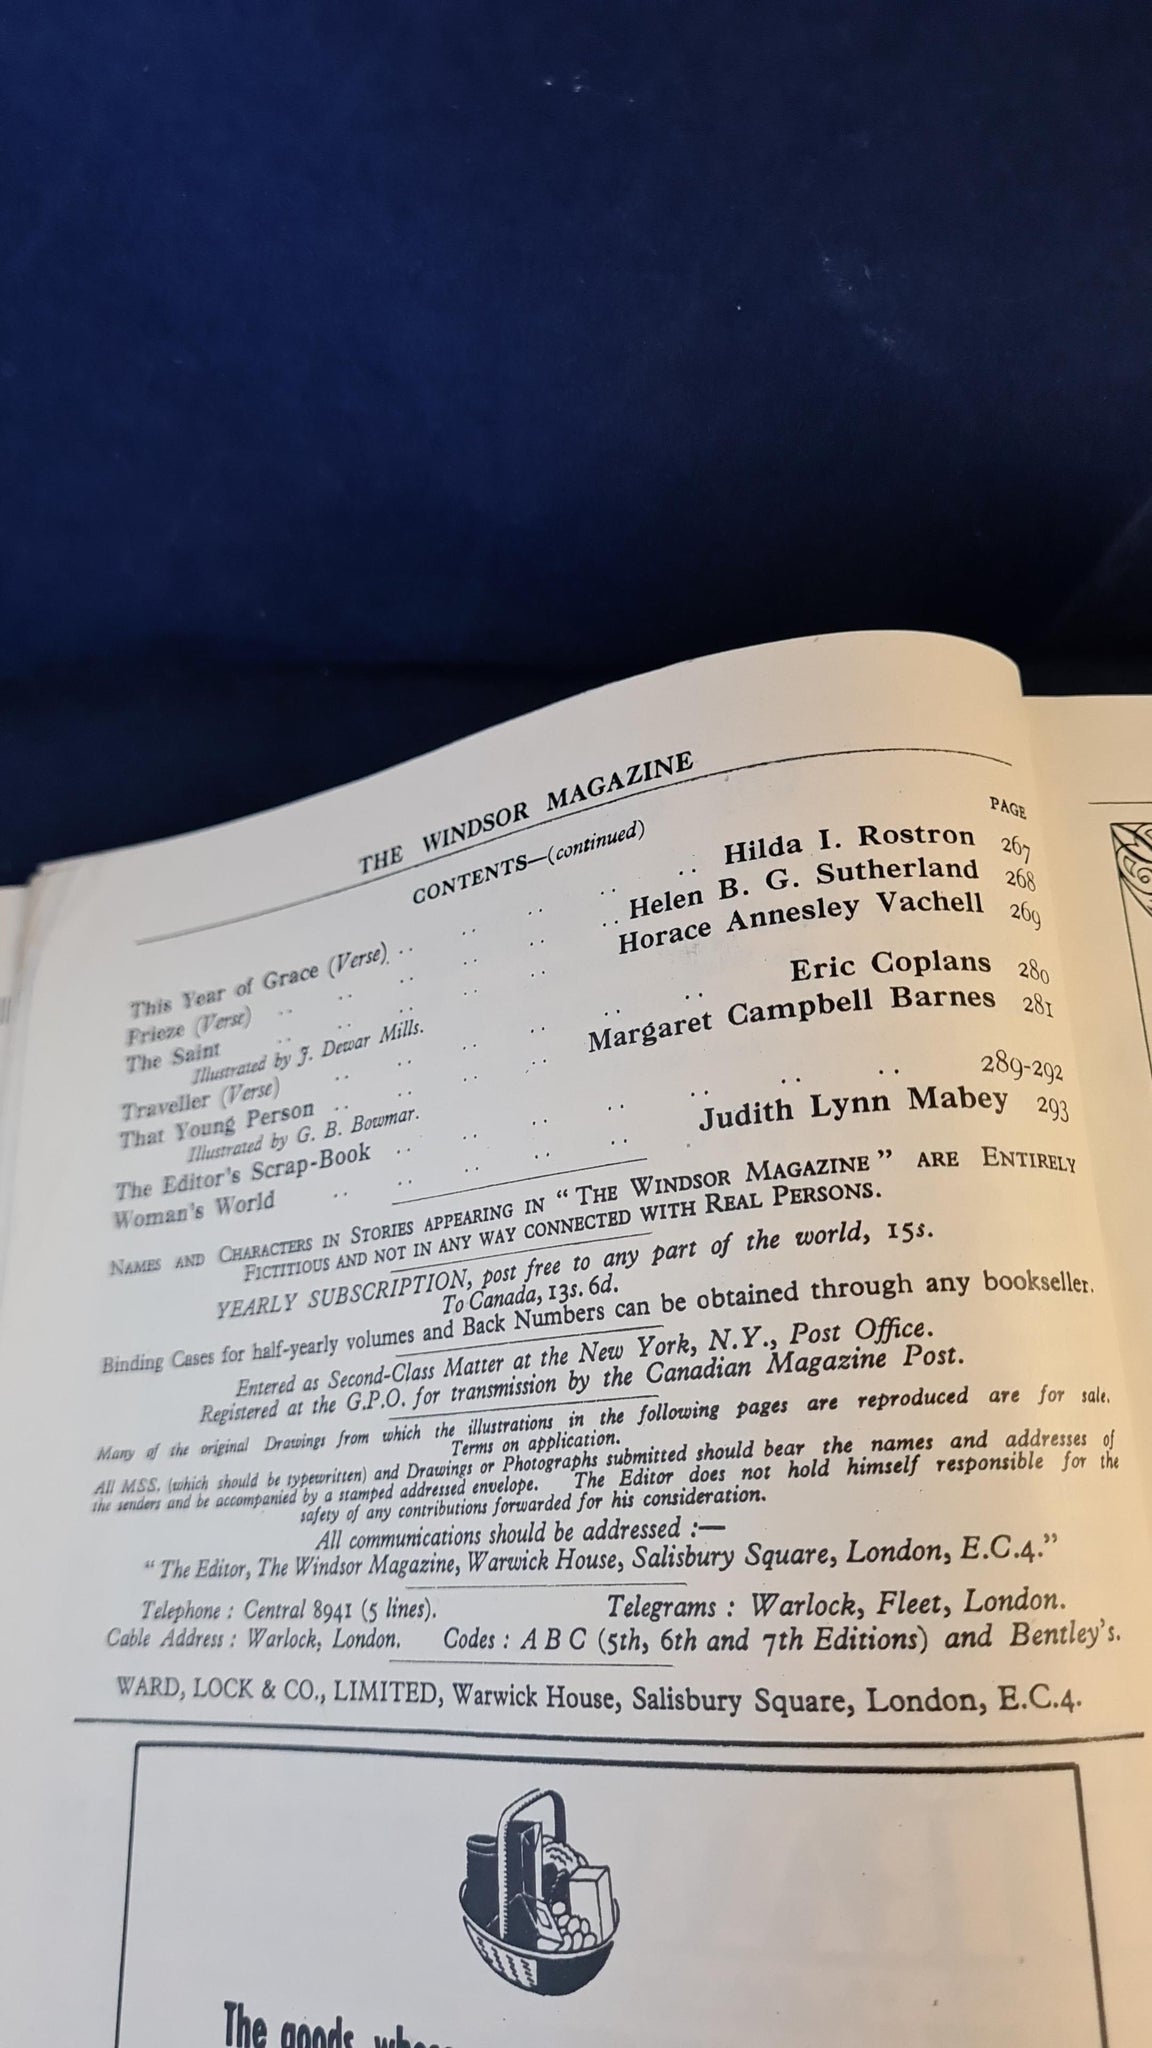 THE WINDSOR MAGAZINE
CONTENTS—(continued)
PAGE
This Year of Grace (Verse) .. .. .. .. .. Hilda I. Rostron 267
Frieze (Verse) .. .. .. .. .. .. Helen B. G. Sutherland 268
The Saint .. .. .. .. Horace Annesley Vachell 269
Illustrated by J. Dewar Mills.
Traveller (Verse) .. .. .. .. .. .. Eric Coplans 280
That Young Person .. .. .. .. Margaret Campbell Barnes 281
Illustrated by G. B. Bowmar.
The Editor's Scrap-Book .. .. .. .. .. .. .. 289-292
Woman's World .. .. .. .. .. Judith Lynn Mabey 293
NAMES AND CHARACTERS IN STORIES APPEARING IN "THE WINDSOR MAGAZINE" ARE ENTIRELY
FICTITIOUS AND NOT IN ANY WAY CONNECTED WITH REAL PERSONS.
YEARLY SUBSCRIPTION, post free to any part of the world, 15s.
To Canada, 13s. 6d.
Binding Cases for half-yearly volumes and Back Numbers can be obtained through any bookseller.
Entered as Second-Class Matter at the New York, N.Y., Post Office.
Registered at the G.P.O. for transmission by the Canadian Magazine Post.
Many of the original Drawings from which the illustrations in the following pages are reproduced are for sale.
Terms on application.
All MSS. (which should be typewritten) and Drawings or Photographs submitted should bear the names and addresses of
the senders and be accompanied by a stamped addressed envelope. The Editor does not hold himself responsible for the
safety of any contributions forwarded for his consideration.
All communications should be addressed :—
"The Editor, The Windsor Magazine, Warwick House, Salisbury Square, London, E.C.4."
Telephone : Central 8941 (5 lines). Telegrams : Warlock, Fleet, London.
Cable Address : Warlock, London. Codes : A B C (5th, 6th and 7th Editions) and Bentley's.
WARD, LOCK & CO., LIMITED, Warwick House, Salisbury Square, London, E.C.4.
The goods